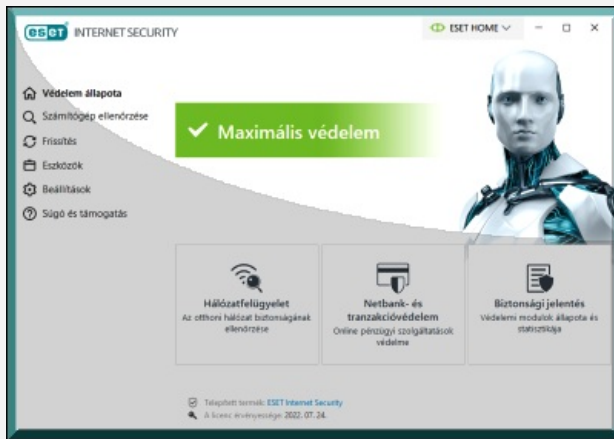 eset INTERNET SECURITY
ESET HOME
Védelem állapota
Számítógép ellenőrzése
Frissítés
Eszközök
Beállítások
Súgó és támogatás
Maximális védelem
Hálózatfelügyelet
Az otthoni hálózat biztonságának
ellenőrzése
Netbank- és
tranzakcióvédelem
Online pénzügyi szolgáltatások
védelme
Biztonsági jelentés
Védelmi modulok állapota és
statisztikája
Telepített termék: ESET Internet Security
A licenc érvényessége: 2022. 07. 24.